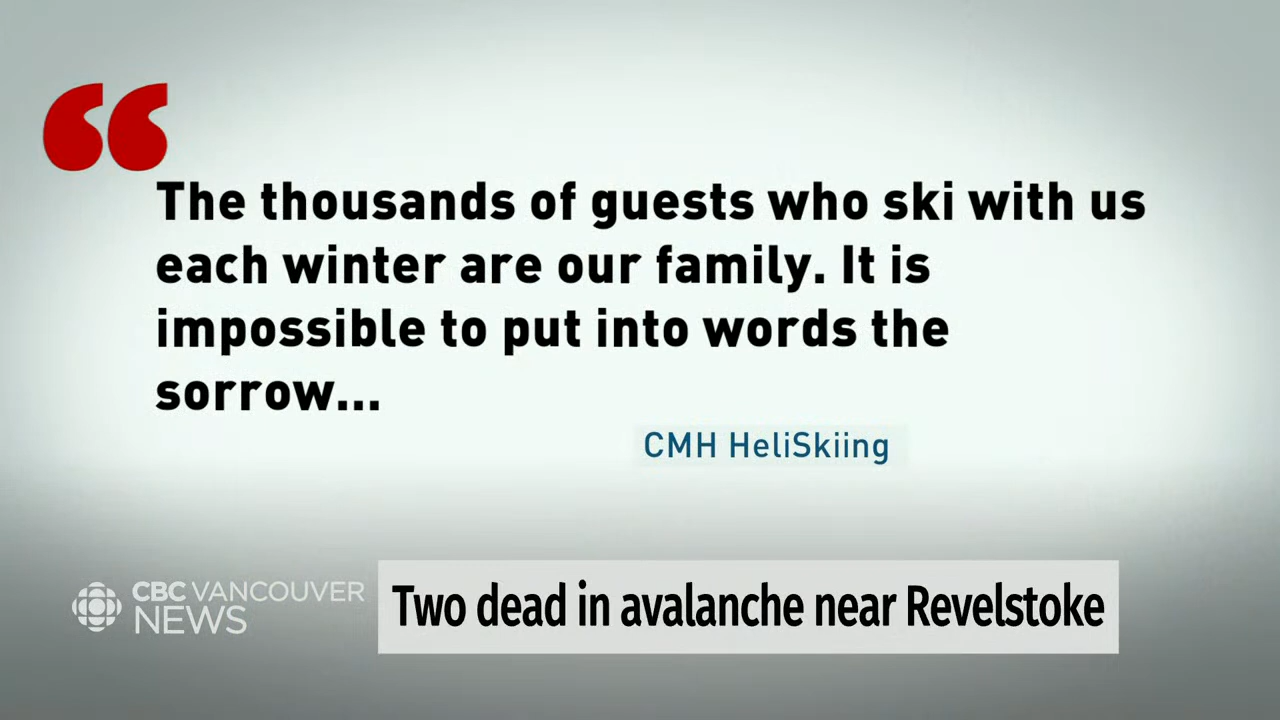 “
The thousands of guests who ski with us
each winter are our family. It is
impossible to put into words the
sorrow...
CMH HeliSkiing
CBC VANCOUVER
NEWS
Two dead in avalanche near Revelstoke